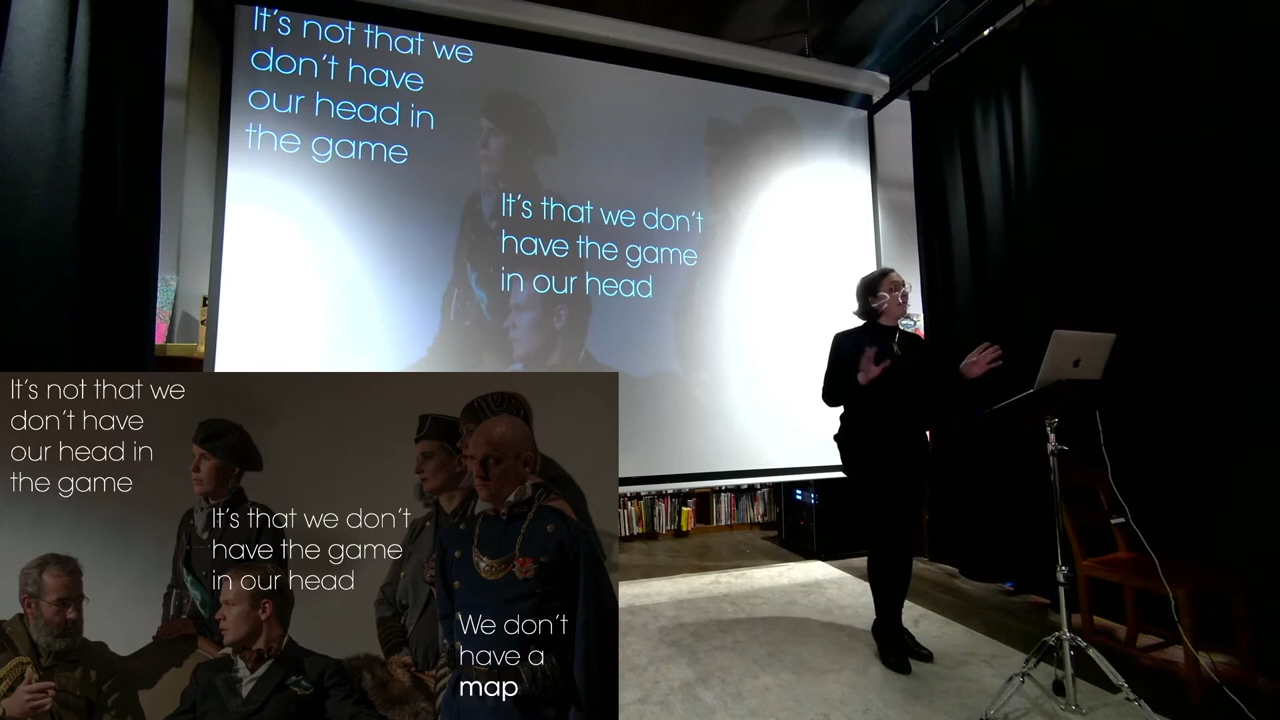 It's not that we
don't have
our head in
the game
It's that we don't
have the game
in our head
It's not that we
don't have
our head in
the game
It's that we don't
have the game
in our head
We don't
have a
map